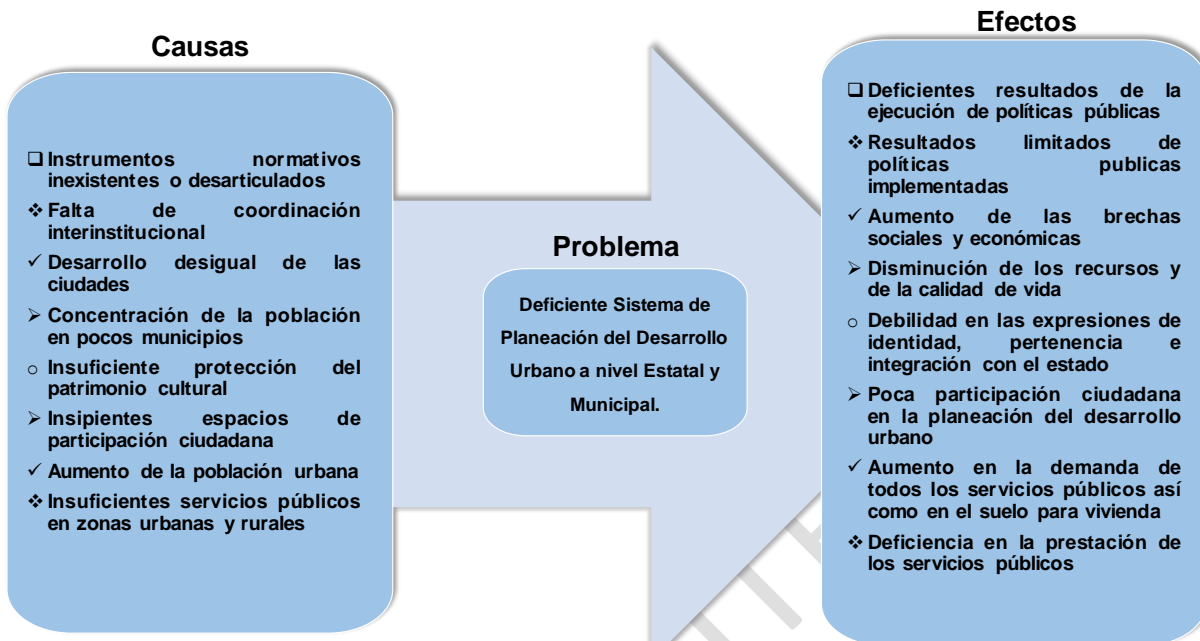 Causas
❑ Instrumentos normativos
inexistentes o desarticulados
❖ Falta de coordinación
interinstitucional
✓ Desarrollo desigual de las
ciudades
➢ Concentración de la población
en pocos municipios
o Insuficiente protección del
patrimonio cultural
➢ Insipientes espacios de
participación ciudadana
✓ Aumento de la población urbana
❖ Insuficientes servicios públicos
en zonas urbanas y rurales
Problema
Deficiente Sistema de
Planeación del Desarrollo
Urbano a nivel Estatal y
Municipal.
Efectos
❑ Deficientes resultados de la
ejecución de políticas públicas
❖ Resultados limitados de
políticas publicas
implementadas
✓ Aumento de las brechas
sociales y económicas
➢ Disminución de los recursos y
de la calidad de vida
o Debilidad en las expresiones de
identidad, pertenencia e
integración con el estado
➢ Poca participación ciudadana
en la planeación del desarrollo
urbano
✓ Aumento en la demanda de
todos los servicios públicos así
como en el suelo para vivienda
❖ Deficiencia en la prestación de
los servicios públicos